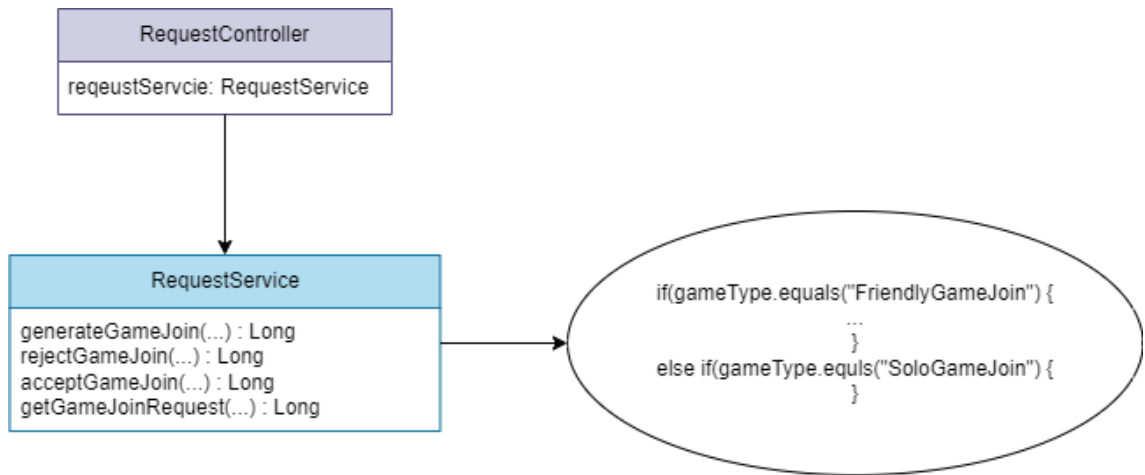 RequestController
reqeustServcie: RequestService
RequestService
generateGameJoin(...) : Long
rejectGameJoin(...) : Long
acceptGameJoin(...) : Long
getGameJoinRequest(...) : Long
if(gameType.equals("FriendlyGameJoin") {
...
}
else if(gameType.equls("SoloGameJoin") {
}